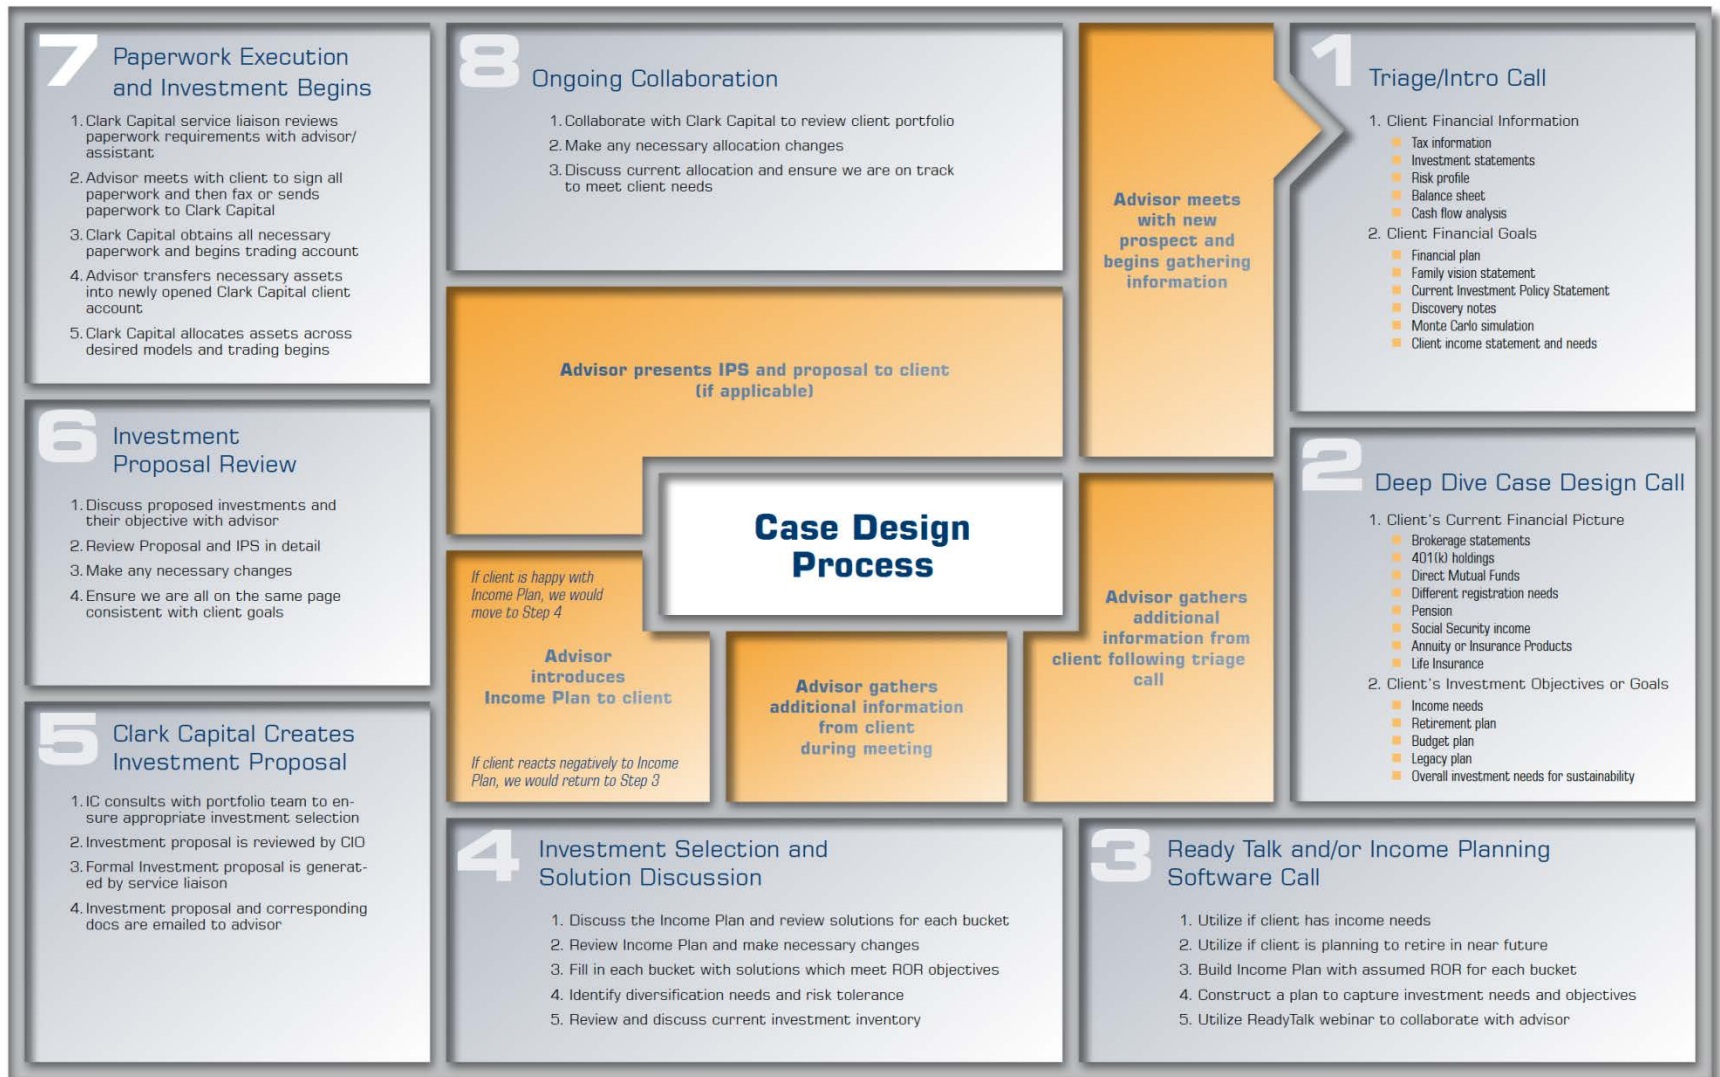 7
Paperwork Execution
and Investment Begins
1. Clark Capital service liaison reviews
paperwork requirements with advisor/
assistant
2. Advisor meets with client to sign all
paperwork and then fax or sends
paperwork to Clark Capital
3. Clark Capital obtains all necessary
paperwork and begins trading account
4. Advisor transfers necessary assets
into newly opened Clark Capital client
account
5. Clark Capital allocates assets across
desired models and trading begins
8
Ongoing Collaboration
1. Collaborate with Clark Capital to review client portfolio
2. Make any necessary allocation changes
3. Discuss current allocation and ensure we are on track
to meet client needs
Advisor meets
with new
prospect and
begins gathering
information
1
Triage/Intro Call
1. Client Financial Information
Tax information
Investment statements
Risk profile
Balance sheet
Cash flow analysis
2. Client Financial Goals
Financial plan
Family vision statement
Current Investment Policy Statement
Discovery notes
Monte Carlo simulation
Client income statement and needs
Advisor presents IPS and proposal to client
(if applicable)
6
Investment
Proposal Review
1. Discuss proposed investments and
their objective with advisor
2. Review Proposal and IPS in detail
3. Make any necessary changes
4. Ensure we are all on the same page
consistent with client goals
Case Design
Process
2
Deep Dive Case Design Call
1. Client's Current Financial Picture
Brokerage statements
401(k) holdings
Direct Mutual Funds
Different registration needs
Pension
Social Security income
Annuity or Insurance Products
Life Insurance
2. Client's Investment Objectives or Goals
Income needs
Retirement plan
Budget plan
Legacy plan
Overall investment needs for sustainability
If client is happy with
Income Plan, we would
move to Step 4
Advisor
introduces
Income Plan to client
If client reacts negatively to Income
Plan, we would return to Step 3
Advisor gathers
additional information
from client
during meeting
Advisor gathers
additional
information from
client following triage
call
5
Clark Capital Creates
Investment Proposal
1. IC consults with portfolio team to en-
sure appropriate investment selection
2. Investment proposal is reviewed by CIO
3. Formal Investment proposal is generat-
ed by service liaison
4. Investment proposal and corresponding
docs are emailed to advisor
4
Investment Selection and
Solution Discussion
1. Discuss the Income Plan and review solutions for each bucket
2. Review Income Plan and make necessary changes
3. Fill in each bucket with solutions which meet ROR objectives
4. Identify diversification needs and risk tolerance
5. Review and discuss current investment inventory
3
Ready Talk and/or Income Planning
Software Call
1. Utilize if client has income needs
2. Utilize if client is planning to retire in near future
3. Build Income Plan with assumed ROR for each bucket
4. Construct a plan to capture investment needs and objectives
5. Utilize ReadyTalk webinar to collaborate with advisor